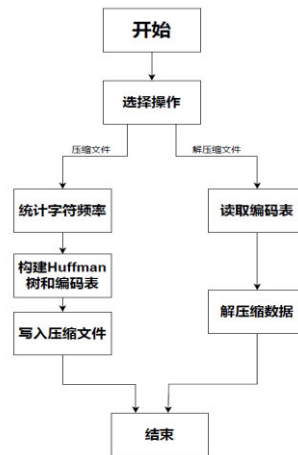 开始
选择操作
压缩文件
解压缩文件
统计字符频率
读取编码表
构建Huffman
树和编码表
写入压缩文件
解压缩数据
结束